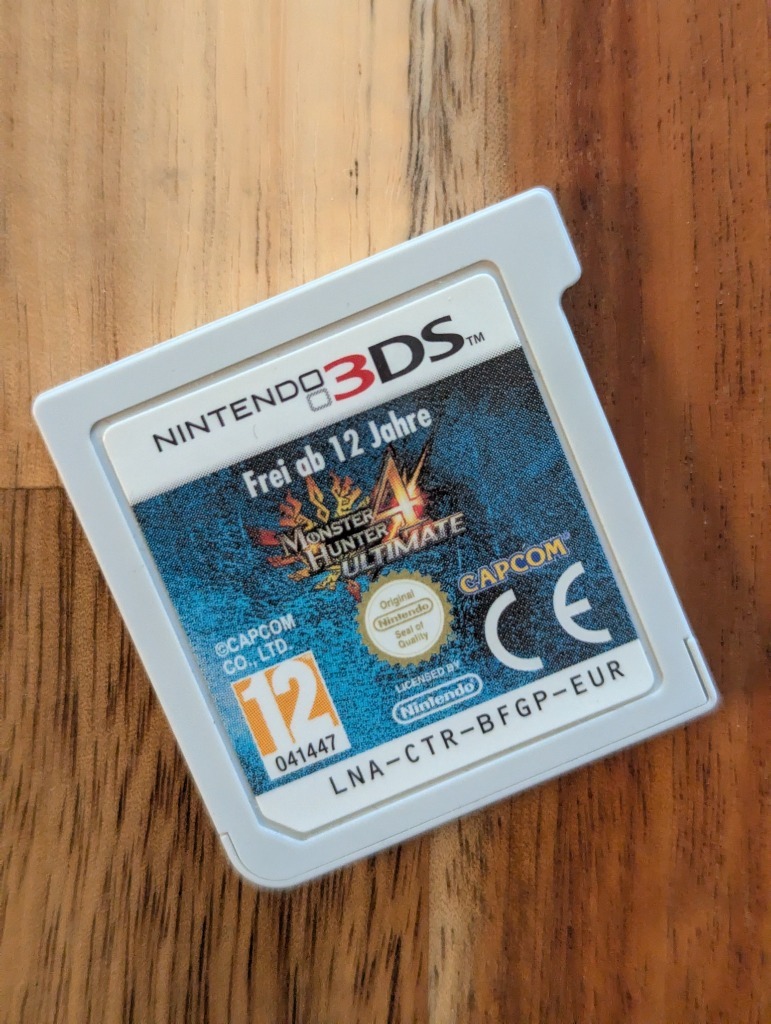 NINTENDO 3DS™
Frei ab 12 Jahre
MONSTER
HUNTER 4
ULTIMATE
CAPCOM
Original
Nintendo
Seal of
Quality
CE
©CAPCOM
CO., LTD.
LICENSED BY
Nintendo
12
041447
LNA-CTR-BFGP-EUR